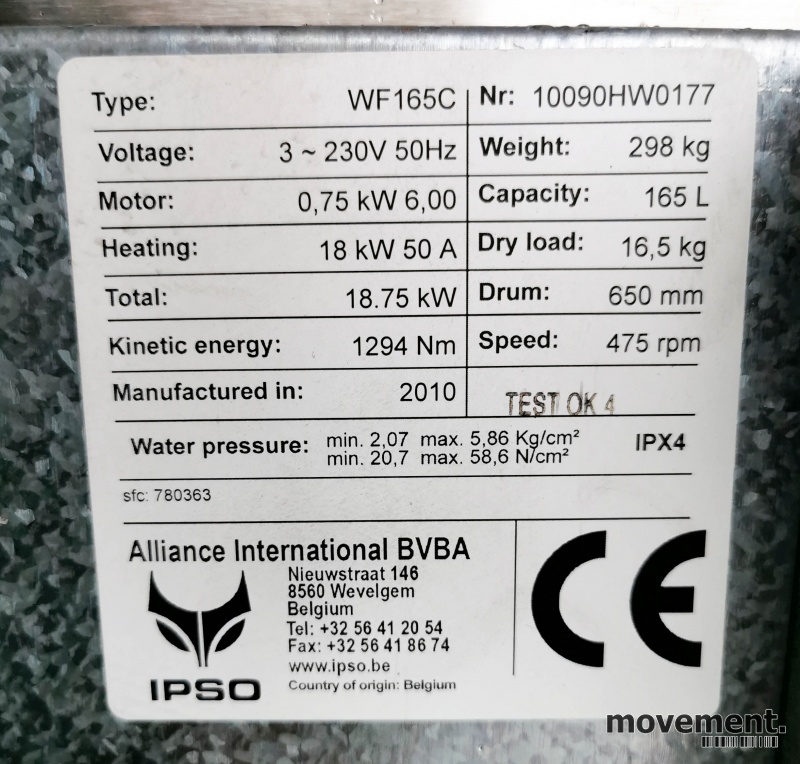 Type: WF165C Nr: 10090HW0177
Voltage: 3 ~ 230V 50Hz Weight: 298 kg
Motor: 0,75 kW 6,00 Capacity: 165 L
Heating: 18 kW 50 A Dry load: 16,5 kg
Total: 18.75 kW Drum: 650 mm
Kinetic energy: 1294 Nm Speed: 475 rpm
Manufactured in: 2010 TEST OK 4
Water pressure: min. 2,07 max. 5,86 Kg/cm² IPX4
min. 20,7 max. 58,6 N/cm²
sfc: 780363
Alliance International BVBA
Nieuwstraat 146
8560 Wevelgem
Belgium
Tel: +32 56 41 20 54
Fax: +32 56 41 86 74
www.ipso.be
Country of origin: Belgium
IPSO
CE
movement.